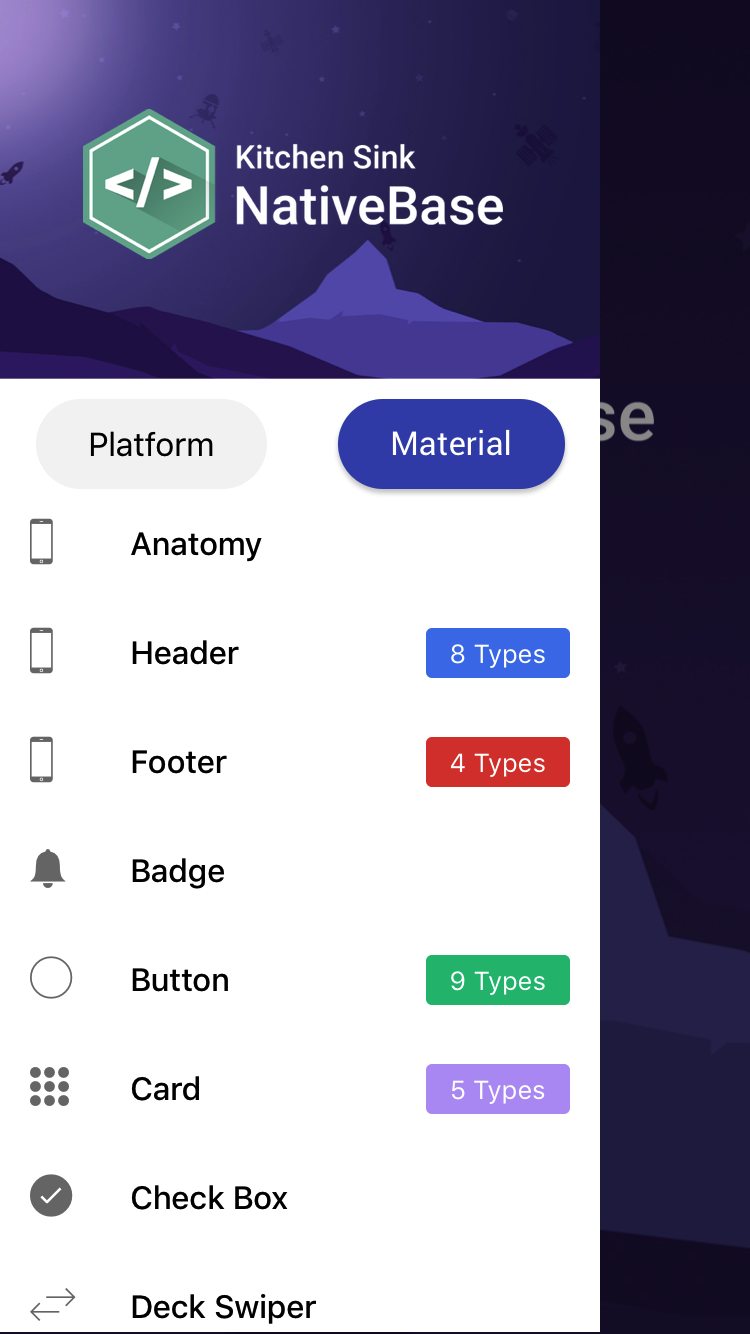 Kitchen Sink
</>
NativeBase
Platform
Material
se
Anatomy
Header
8 Types
Footer
4 Types
Badge
Button
9 Types
Card
5 Types
Check Box
Deck Swiper